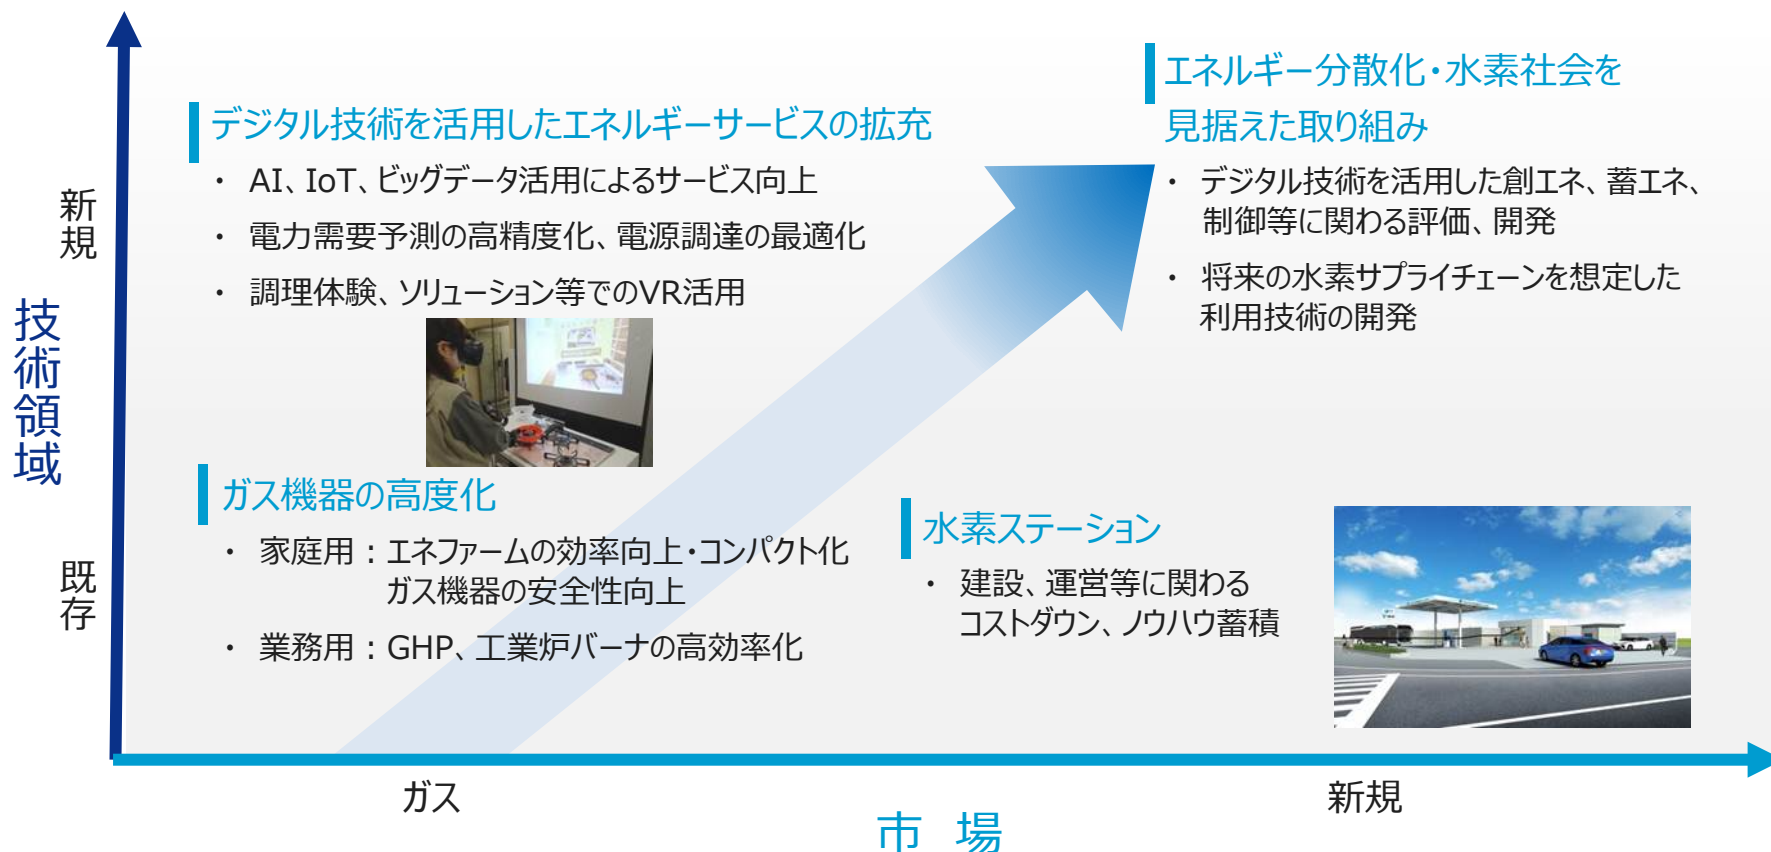 技術領域
新規
既存
デジタル技術を活用したエネルギーサービスの拡充
・ AI、IoT、ビッグデータ活用によるサービス向上
・ 電力需要予測の高精度化、電源調達の最適化
・ 調理体験、ソリューション等でのVR活用
エネルギー分散化・水素社会を
見据えた取り組み
・ デジタル技術を活用した創エネ、蓄エネ、
制御等に関わる評価、開発
・ 将来の水素サプライチェーンを想定した
利用技術の開発
ガス機器の高度化
・ 家庭用：エネファームの効率向上・コンパクト化
ガス機器の安全性向上
・ 業務用：GHP、工業炉バーナの高効率化
水素ステーション
・ 建設、運営等に関わる
コストダウン、ノウハウ蓄積
ガス
新規
市 場